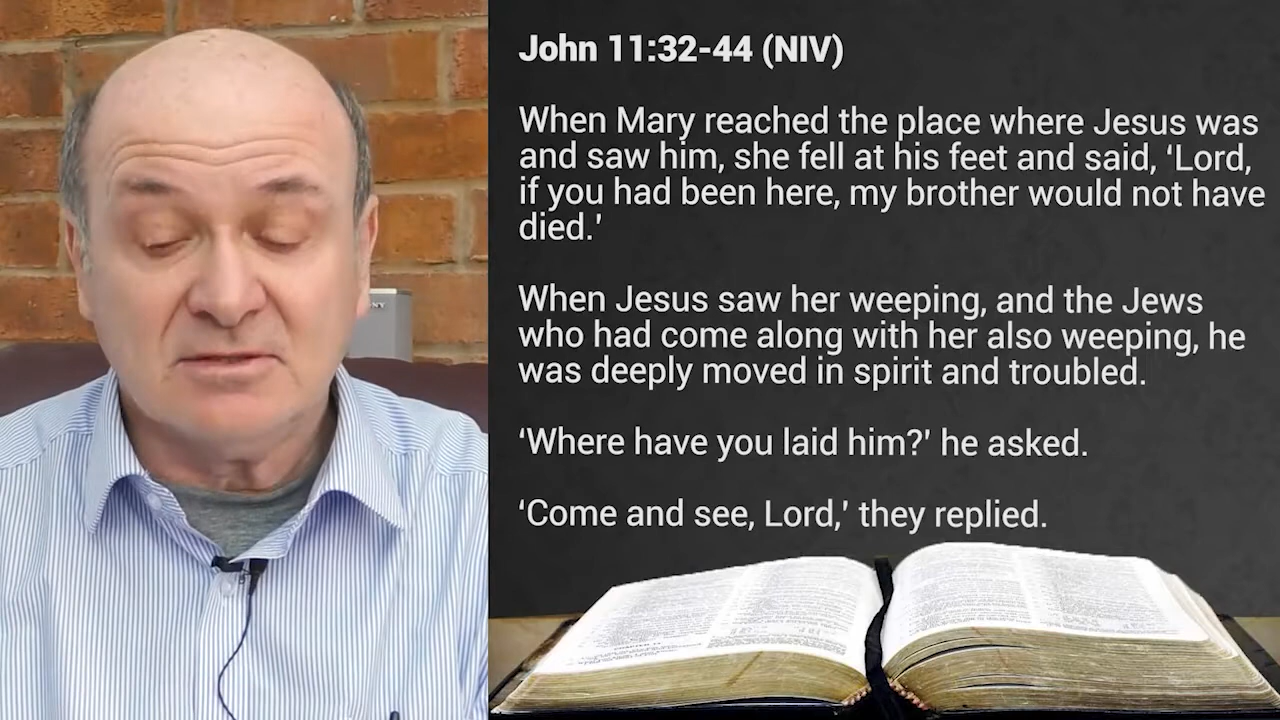 John 11:32-44 (NIV)
When Mary reached the place where Jesus was
and saw him, she fell at his feet and said, ‘Lord,
if you had been here, my brother would not have
died.’
When Jesus saw her weeping, and the Jews
who had come along with her also weeping, he
was deeply moved in spirit and troubled.
‘Where have you laid him?’ he asked.
‘Come and see, Lord,’ they replied.